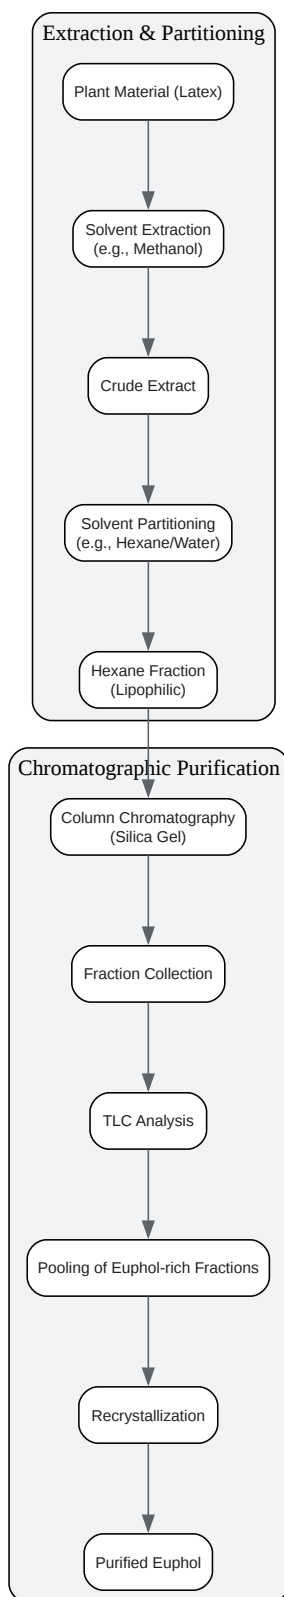 Extraction & Partitioning
Plant Material (Latex)
Solvent Extraction
(e.g., Methanol)
Crude Extract
Solvent Partitioning
(e.g., Hexane/Water)
Hexane Fraction
(Lipophilic)
Chromatographic Purification
Column Chromatography
(Silica Gel)
Fraction Collection
TLC Analysis
Pooling of Euphol-rich Fractions
Recrystallization
Purified Euphol